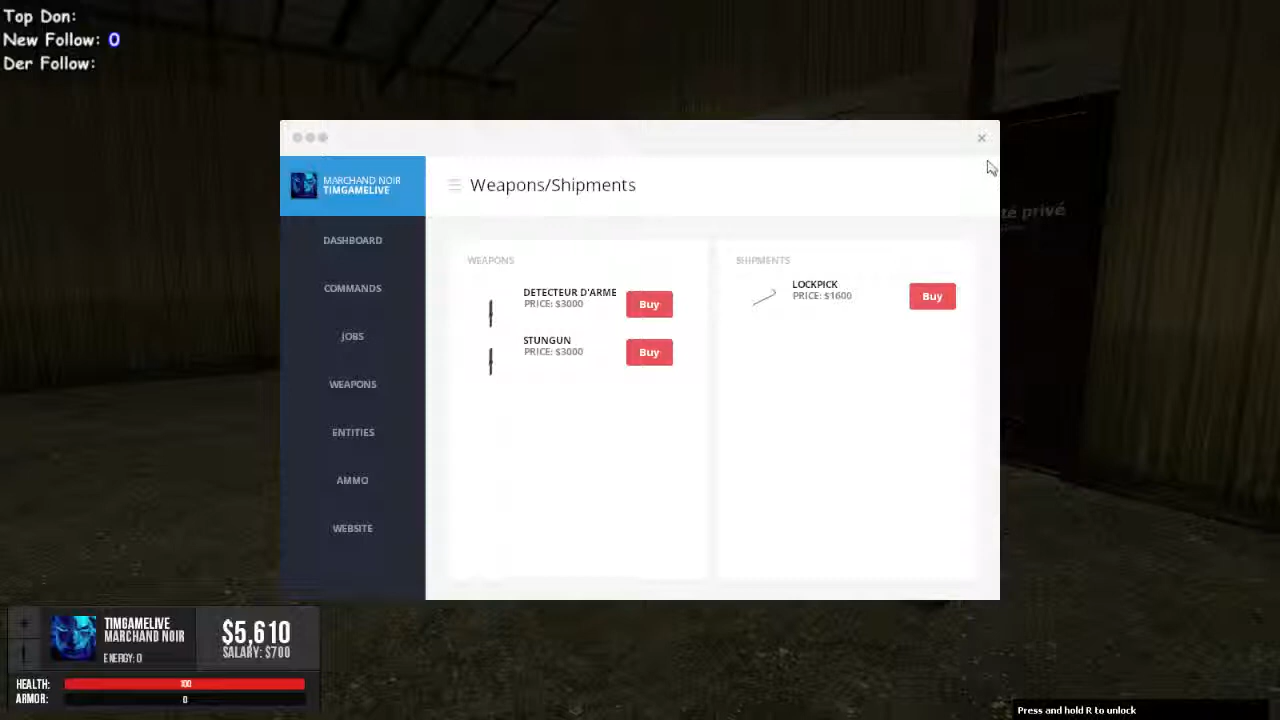 Top Don:
New Follow: 0
Der Follow:
MARCHAND NOIR
TIMGAMELIVE
Weapons/Shipments
DASHBOARD
COMMANDS
JOBS
WEAPONS
ENTITIES
AMMO
WEBSITE
WEAPONS
DETECTEUR D'ARME
PRICE: $3000
Buy
STUNGUN
PRICE: $3000
Buy
SHIPMENTS
LOCKPICK
PRICE: $1600
Buy
té privé
TIMGAMELIVE
MARCHAND NOIR
ENERGY: 0
$5,610
SALARY: $700
HEALTH: 100
ARMOR: 0
Press and hold R to unlock